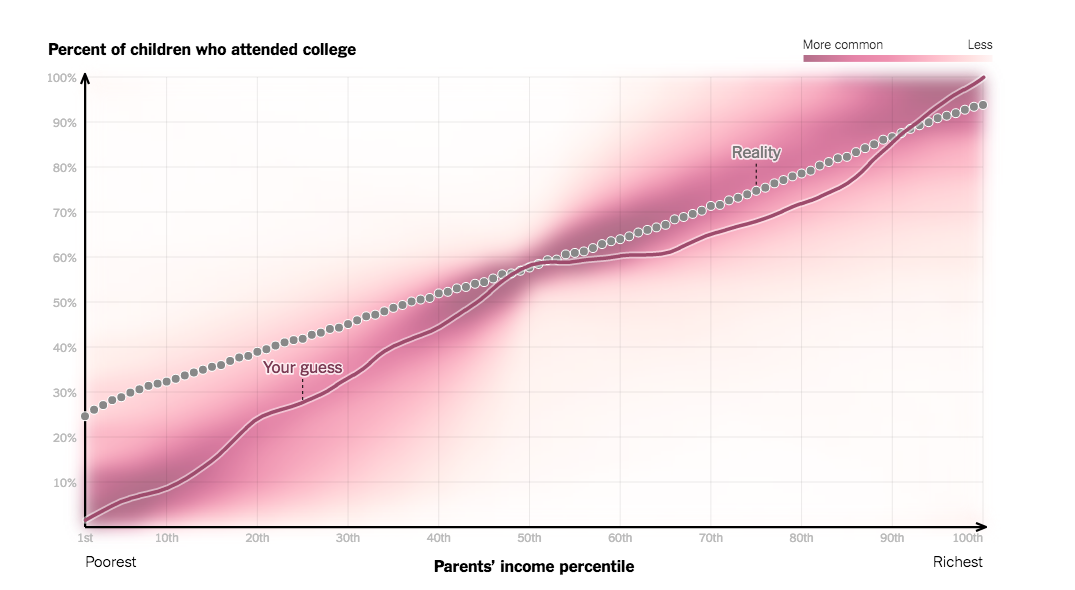 Percent of children who attended college
More common
Less
100%
90%
80%
70%
60%
50%
40%
30%
20%
10%
Reality
Your guess
1st 10th 20th 30th 40th 50th 60th 70th 80th 90th 100th
Poorest
Parents’ income percentile
Richest